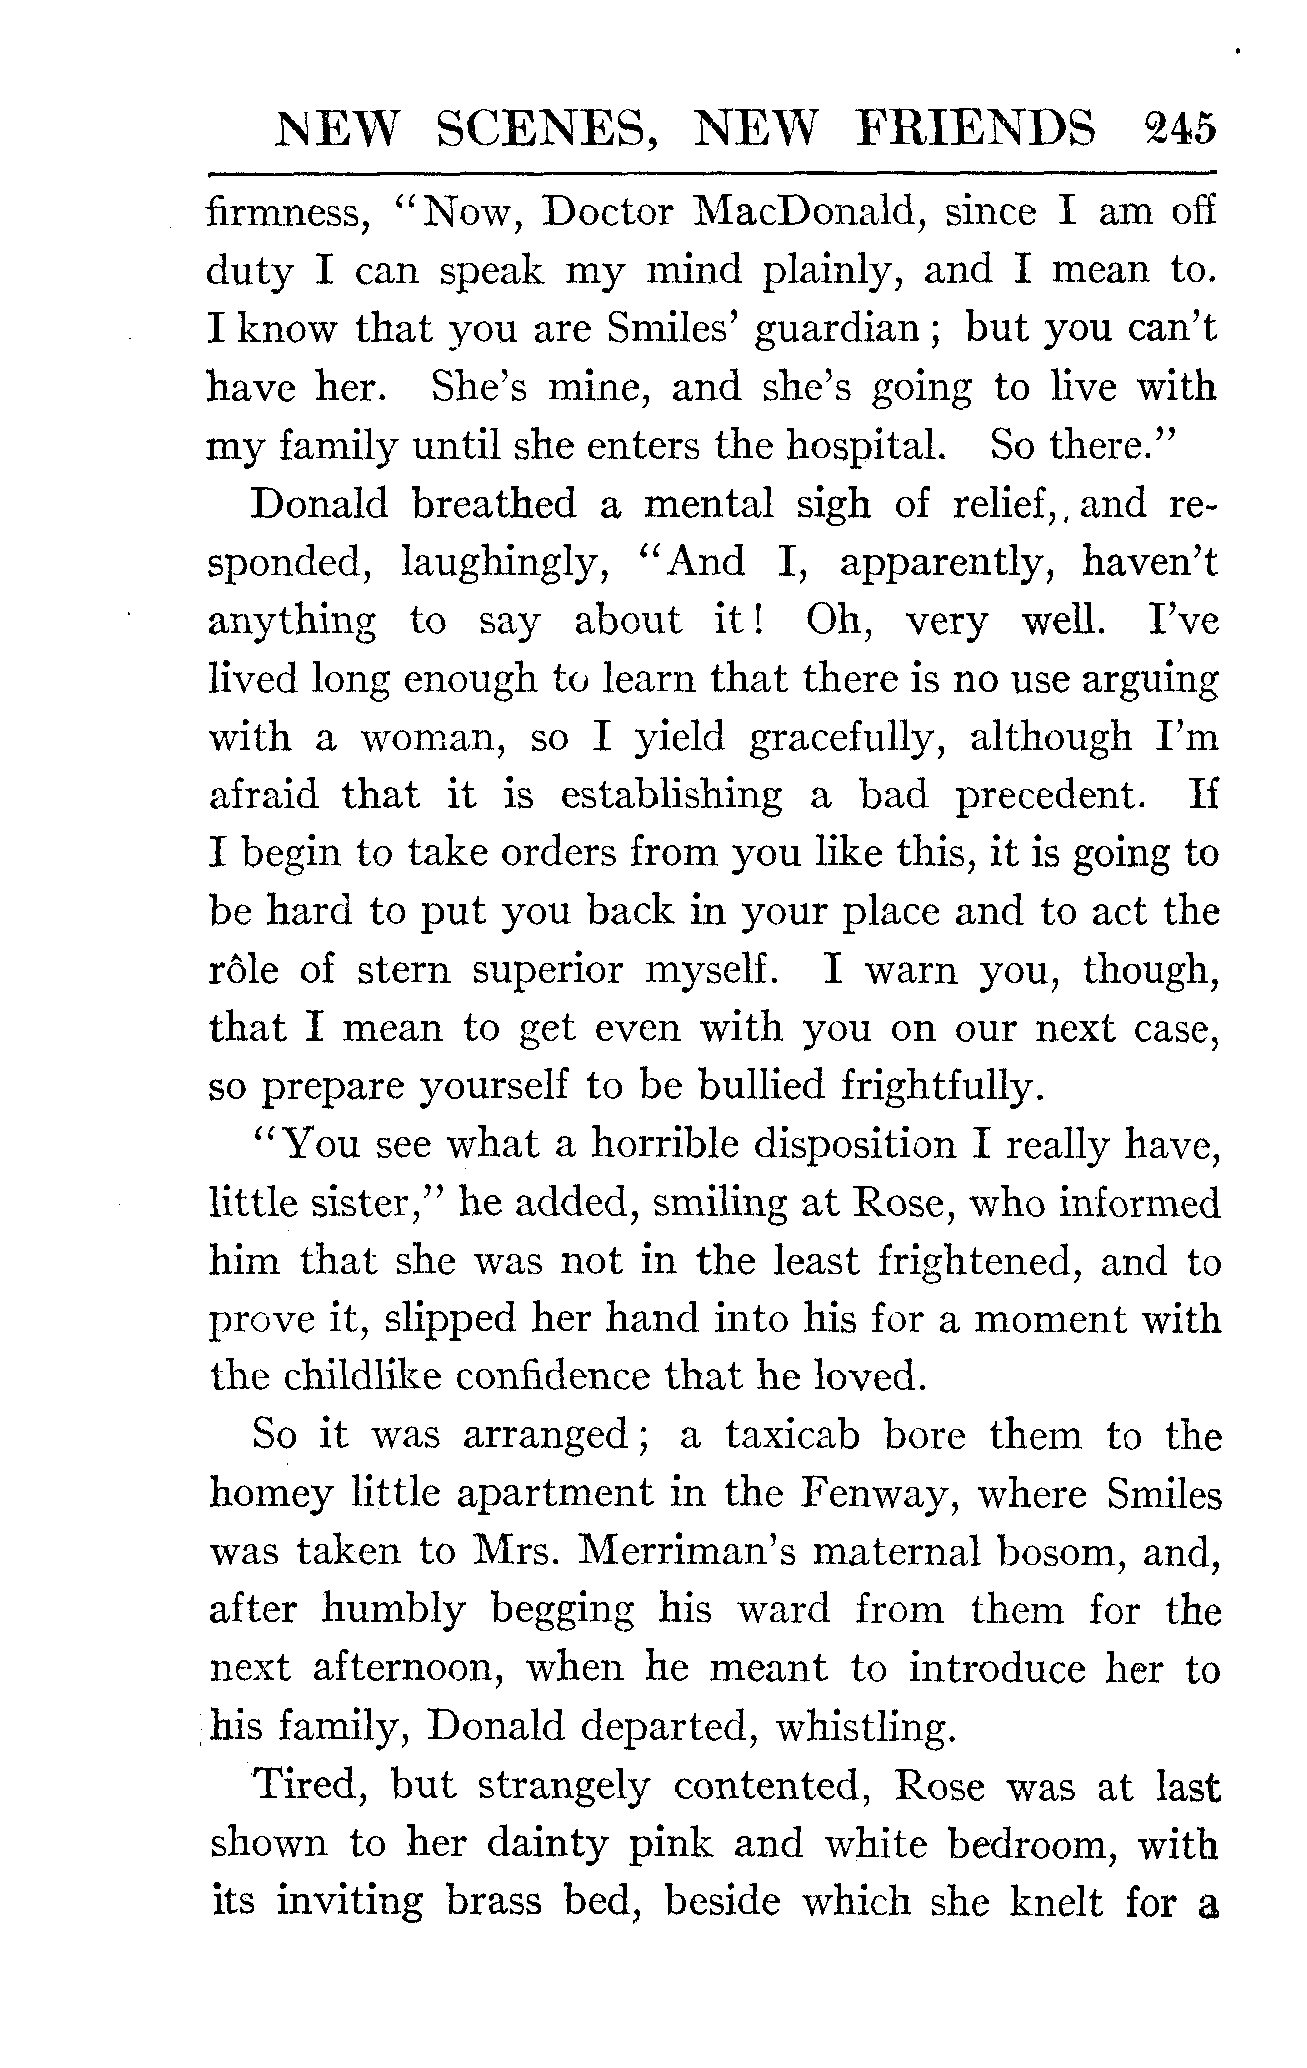 NEW SCENES, NEW FRIENDS 245
firmness, "Now, Doctor MacDonald, since I am off
duty I can speak my mind plainly, and I mean to.
I know that you are Smiles' guardian; but you can't
have her. She's mine, and she's going to live with
my family until she enters the hospital. So there."
Donald breathed a mental sigh of relief, and re-
sponded, laughingly, "And I, apparently, haven't
anything to say about it! Oh, very well. I've
lived long enough to learn that there is no use arguing
with a woman, so I yield gracefully, although I'm
afraid that it is establishing a bad precedent. If
I begin to take orders from you like this, it is going to
be hard to put you back in your place and to act the
rôle of stern superior myself. I warn you, though,
that I mean to get even with you on our next case,
so prepare yourself to be bullied frightfully.
"You see what a horrible disposition I really have,
little sister," he added, smiling at Rose, who informed
him that she was not in the least frightened, and to
prove it, slipped her hand into his for a moment with
the childlike confidence that he loved.
So it was arranged; a taxicab bore them to the
homey little apartment in the Fenway, where Smiles
was taken to Mrs. Merriman's maternal bosom, and,
after humbly begging his ward from them for the
next afternoon, when he meant to introduce her to
his family, Donald departed, whistling.
Tired, but strangely contented, Rose was at last
shown to her dainty pink and white bedroom, with
its inviting brass bed, beside which she knelt for a